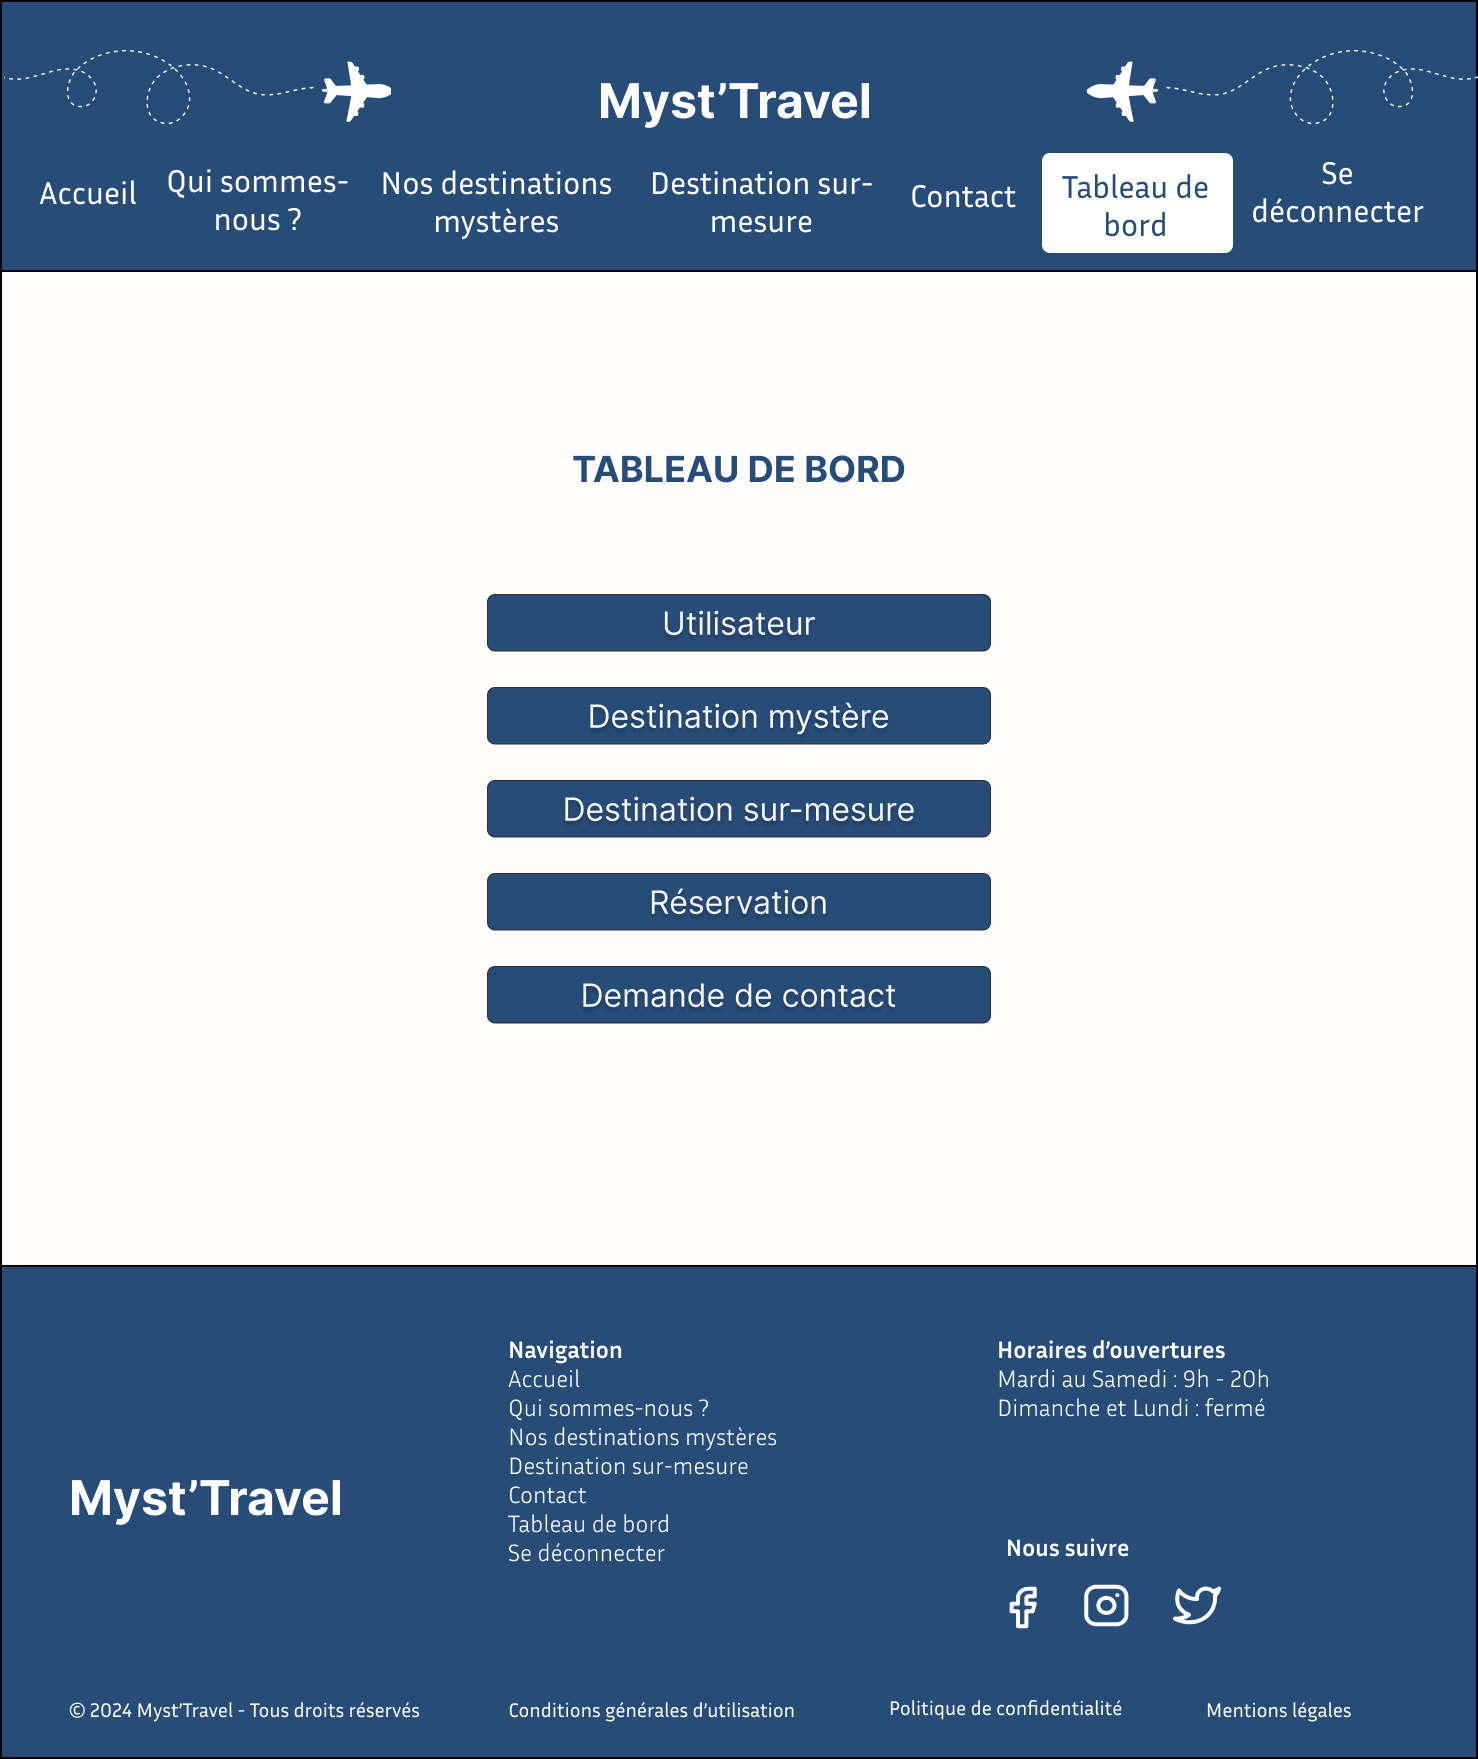 Myst’Travel
Accueil
Qui sommes-
nous ?
Nos destinations
mystères
Destination sur-
mesure
Contact
Tableau de
bord
Se
déconnecter
TABLEAU DE BORD
Utilisateur
Destination mystère
Destination sur-mesure
Réservation
Demande de contact
Myst’Travel
Navigation
Accueil
Qui sommes-nous ?
Nos destinations mystères
Destination sur-mesure
Contact
Tableau de bord
Se déconnecter
Horaires d’ouvertures
Mardi au Samedi : 9h - 20h
Dimanche et Lundi : fermé
Nous suivre
© 2024 Myst’Travel - Tous droits réservés
Conditions générales d’utilisation
Politique de confidentialité
Mentions légales